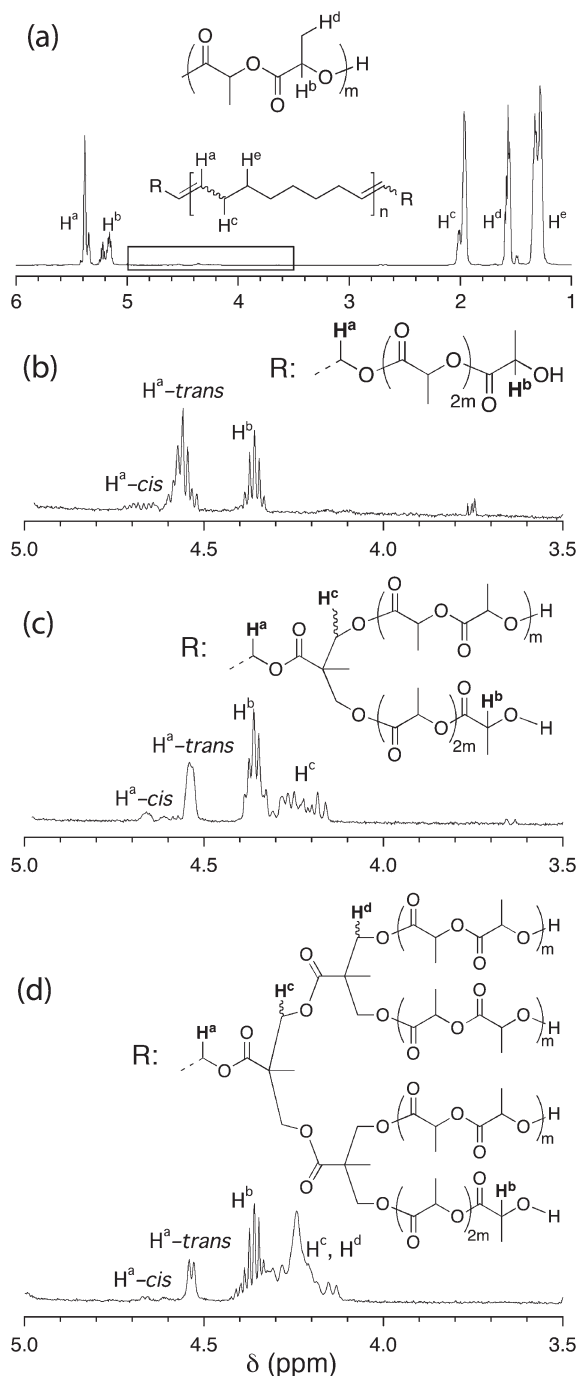 (a)
O
O
O
H^d
H^b
O
H
m
H^a
H^e
R
R
H^c
n
H^a
H^b
H^c
H^d
H^e
6 5 4 3 2 1
(b)
R:
H^a
O
O
O
2m
O
H^b
OH
H^a–trans
H^b
H^a–cis
5.0 4.5 4.0 3.5
(c)
R:
H^a
O
O
H^c
O
O
O
O
O
H
m
O
O
O
2m
O
H^b
O
H
H^b
H^a–trans
H^c
H^a–cis
5.0 4.5 4.0 3.5
(d)
H^d
O
O
O
O
O
H
m
O
H^c
O
O
O
O
O
O
H
m
R:
H^a
O
O
O
O
O
O
O
O
O
H
m
O
O
O
O
2m
O
H^b
O
H
H^b
H^a–trans
H^c, H^d
H^a–cis
5.0 4.5 4.0 3.5
δ (ppm)